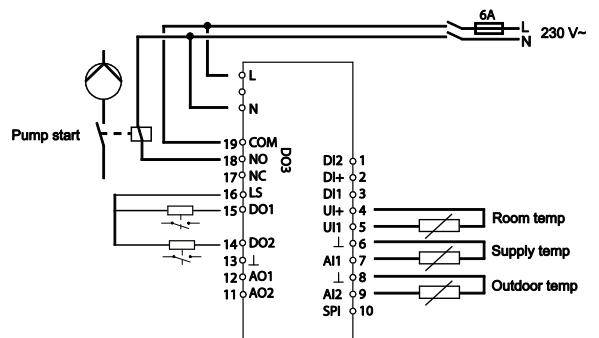 6A
L
N
230 V~
L
N
Pump start
19 COM
18 NO
17 NC
DO3
16 LS
15 DO1
14 DO2
13 ⊥
12 AO1
11 AO2
DI2 1
DI+ 2
DI1 3
UI+ 4
UI1 5
⊥ 6
AI1 7
⊥ 8
AI2 9
SPI 10
Room temp
Supply temp
Outdoor temp